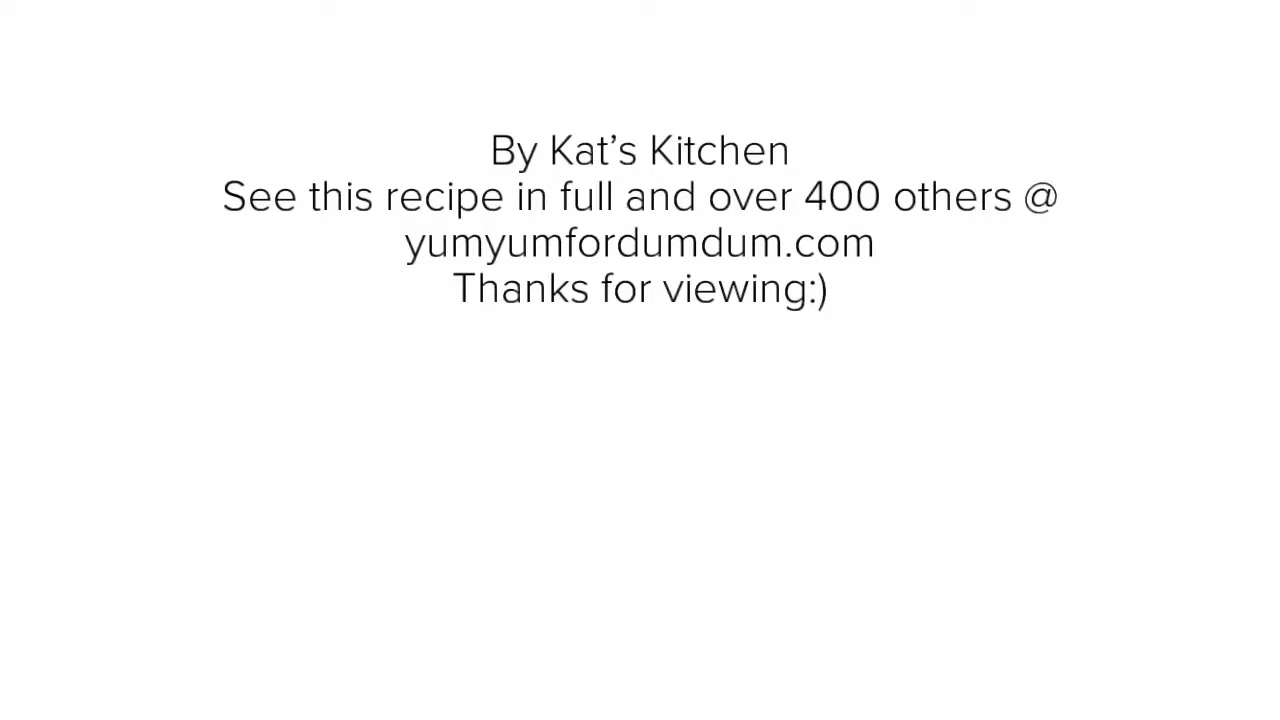 By Kat’s Kitchen
See this recipe in full and over 400 others @
yumyumfordumdum.com
Thanks for viewing:)